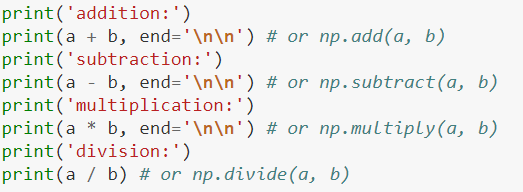 print('addition:')
print(a + b, end='\n\n') # or np.add(a, b)
print('subtraction:')
print(a - b, end='\n\n') # or np.subtract(a, b)
print('multiplication:')
print(a * b, end='\n\n') # or np.multiply(a, b)
print('division:')
print(a / b) # or np.divide(a, b)